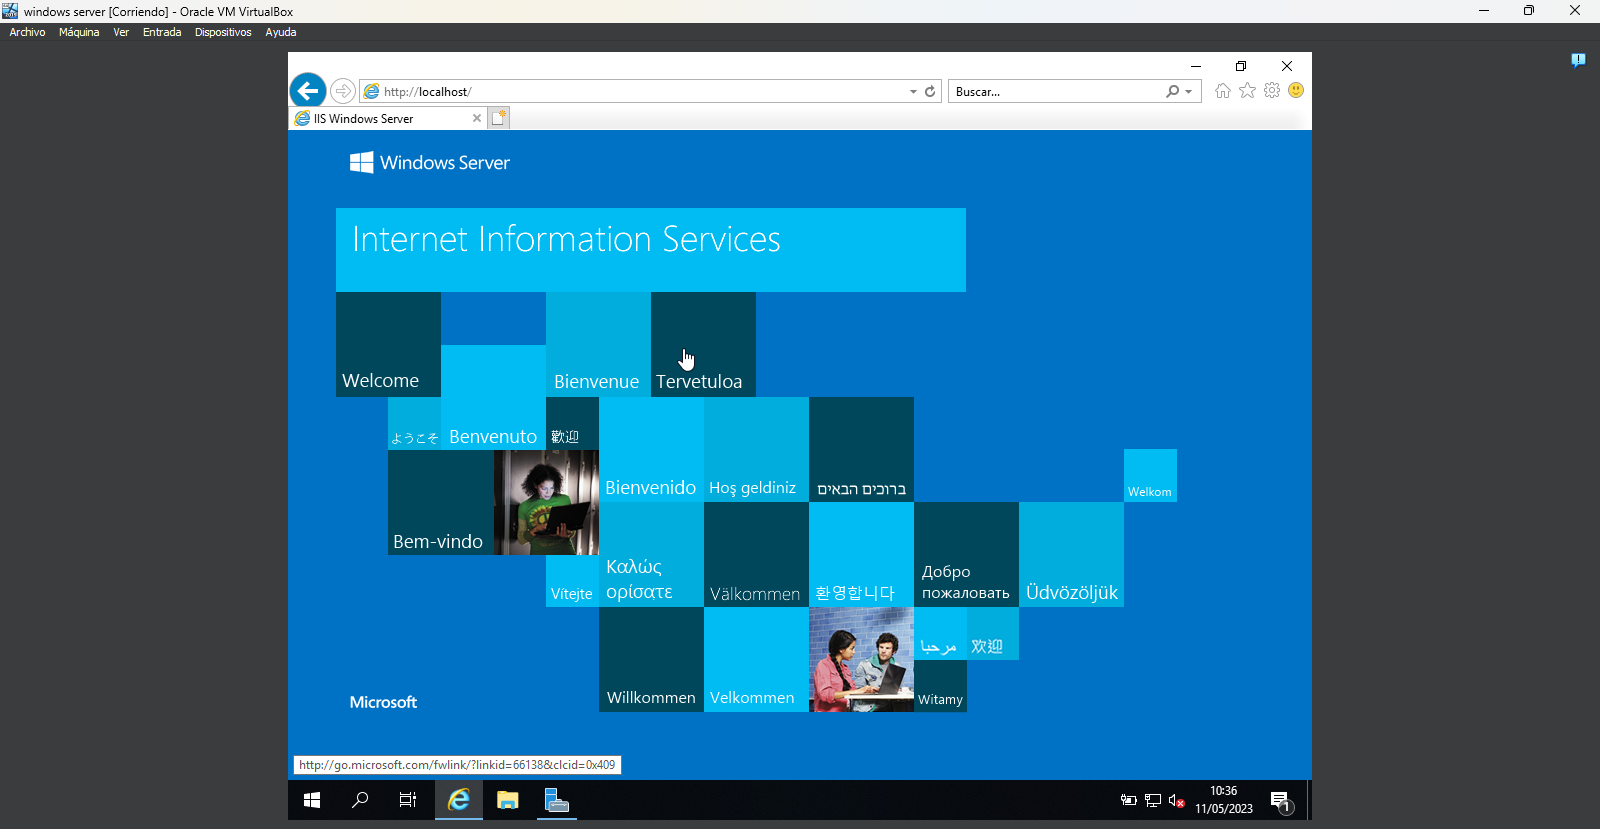 windows server [Corriendo] - Oracle VM VirtualBox
Archivo Máquina Ver Entrada Dispositivos Ayuda
http://localhost/
Buscar...
IIS Windows Server
Windows Server
Internet Information Services
Welcome
Bienvenue
Tervetuloa
ようこそ
Benvenuto
歡迎
Bienvenido
Hoş geldiniz
ברוכים הבאים
Welkom
Bem-vindo
Vítejte
Καλώς
ορίσατε
Välkommen
환영합니다
Добро
пожаловать
Üdvözöljük
مرحبا
欢迎
Willkommen
Velkommen
Witamy
Microsoft
http://go.microsoft.com/fwlink/?linkid=66138&clcid=0x409
10:36
11/05/2023
1